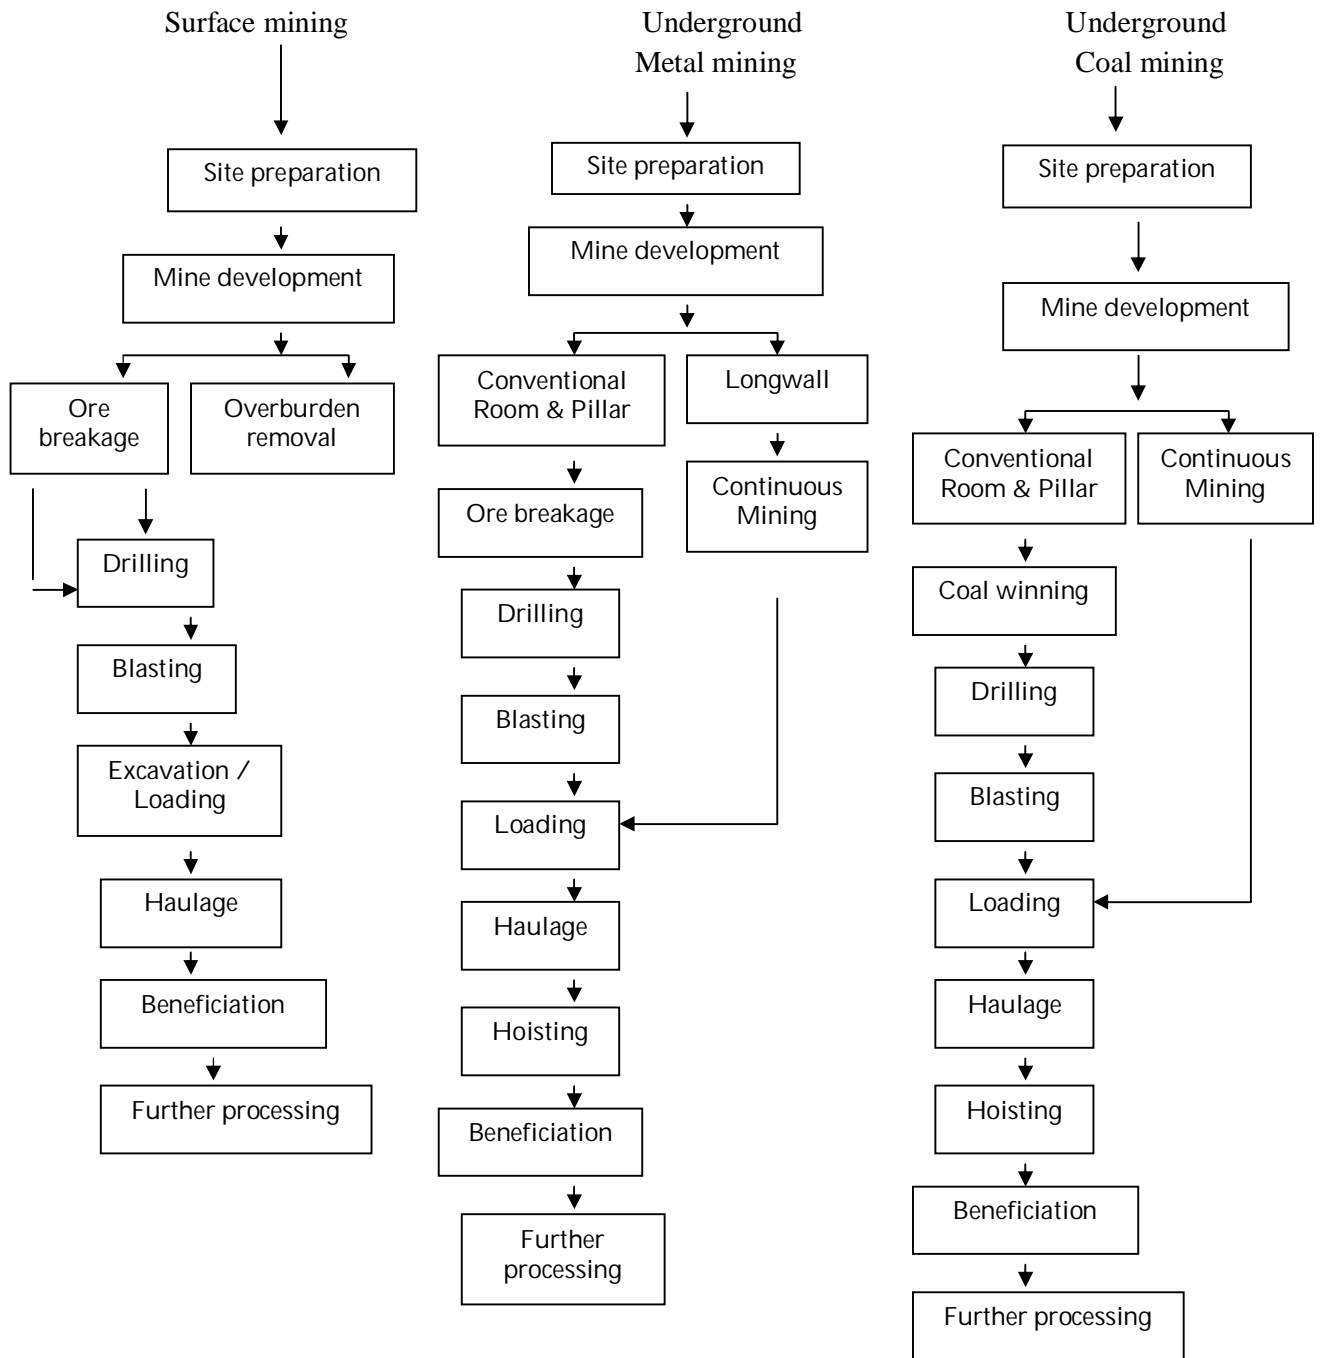 Surface mining
Site preparation
Mine development
Ore
breakage
Overburden
removal
Drilling
Blasting
Excavation /
Loading
Haulage
Beneficiation
Further processing
Underground
Metal mining
Site preparation
Mine development
Conventional
Room & Pillar
Longwall
Continuous
Mining
Ore breakage
Drilling
Blasting
Loading
Haulage
Hoisting
Beneficiation
Further
processing
Underground
Coal mining
Site preparation
Mine development
Conventional
Room & Pillar
Continuous
Mining
Coal winning
Drilling
Blasting
Loading
Haulage
Hoisting
Beneficiation
Further processing